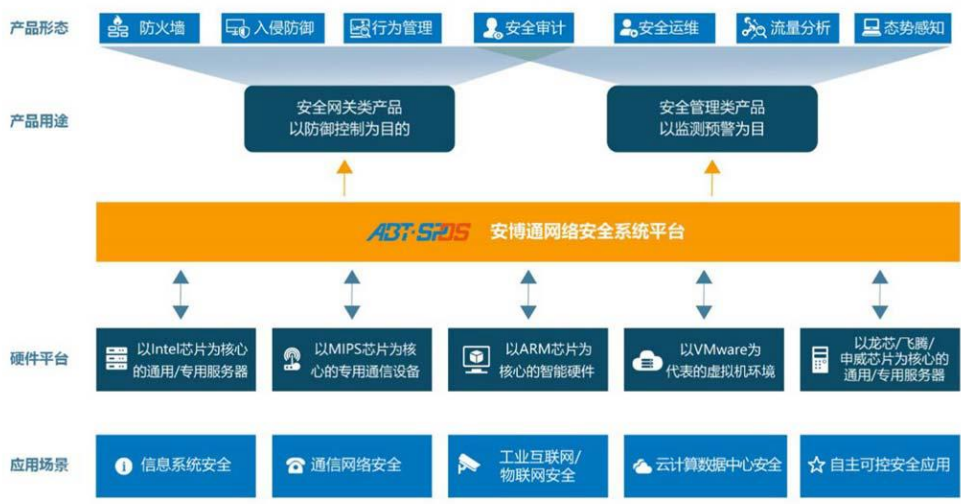 产品形态
防火墙
入侵防御
行为管理
安全审计
安全运维
流量分析
态势感知
产品用途
安全网关类产品
以防御控制为目的
安全管理类产品
以监测预警为目
ABT·SPOS 安博通网络安全系统平台
硬件平台
以Intel芯片为核心
的通用/专用服务器
以MIPS芯片为核
心的专用通信设备
以ARM芯片为
核心的智能硬件
以VMware为
代表的虚拟机环境
以龙芯/飞腾/
申威芯片为核心的
通用/专用服务器
应用场景
信息系统安全
通信网络安全
工业互联网/
物联网安全
云计算数据中心安全
自主可控安全应用